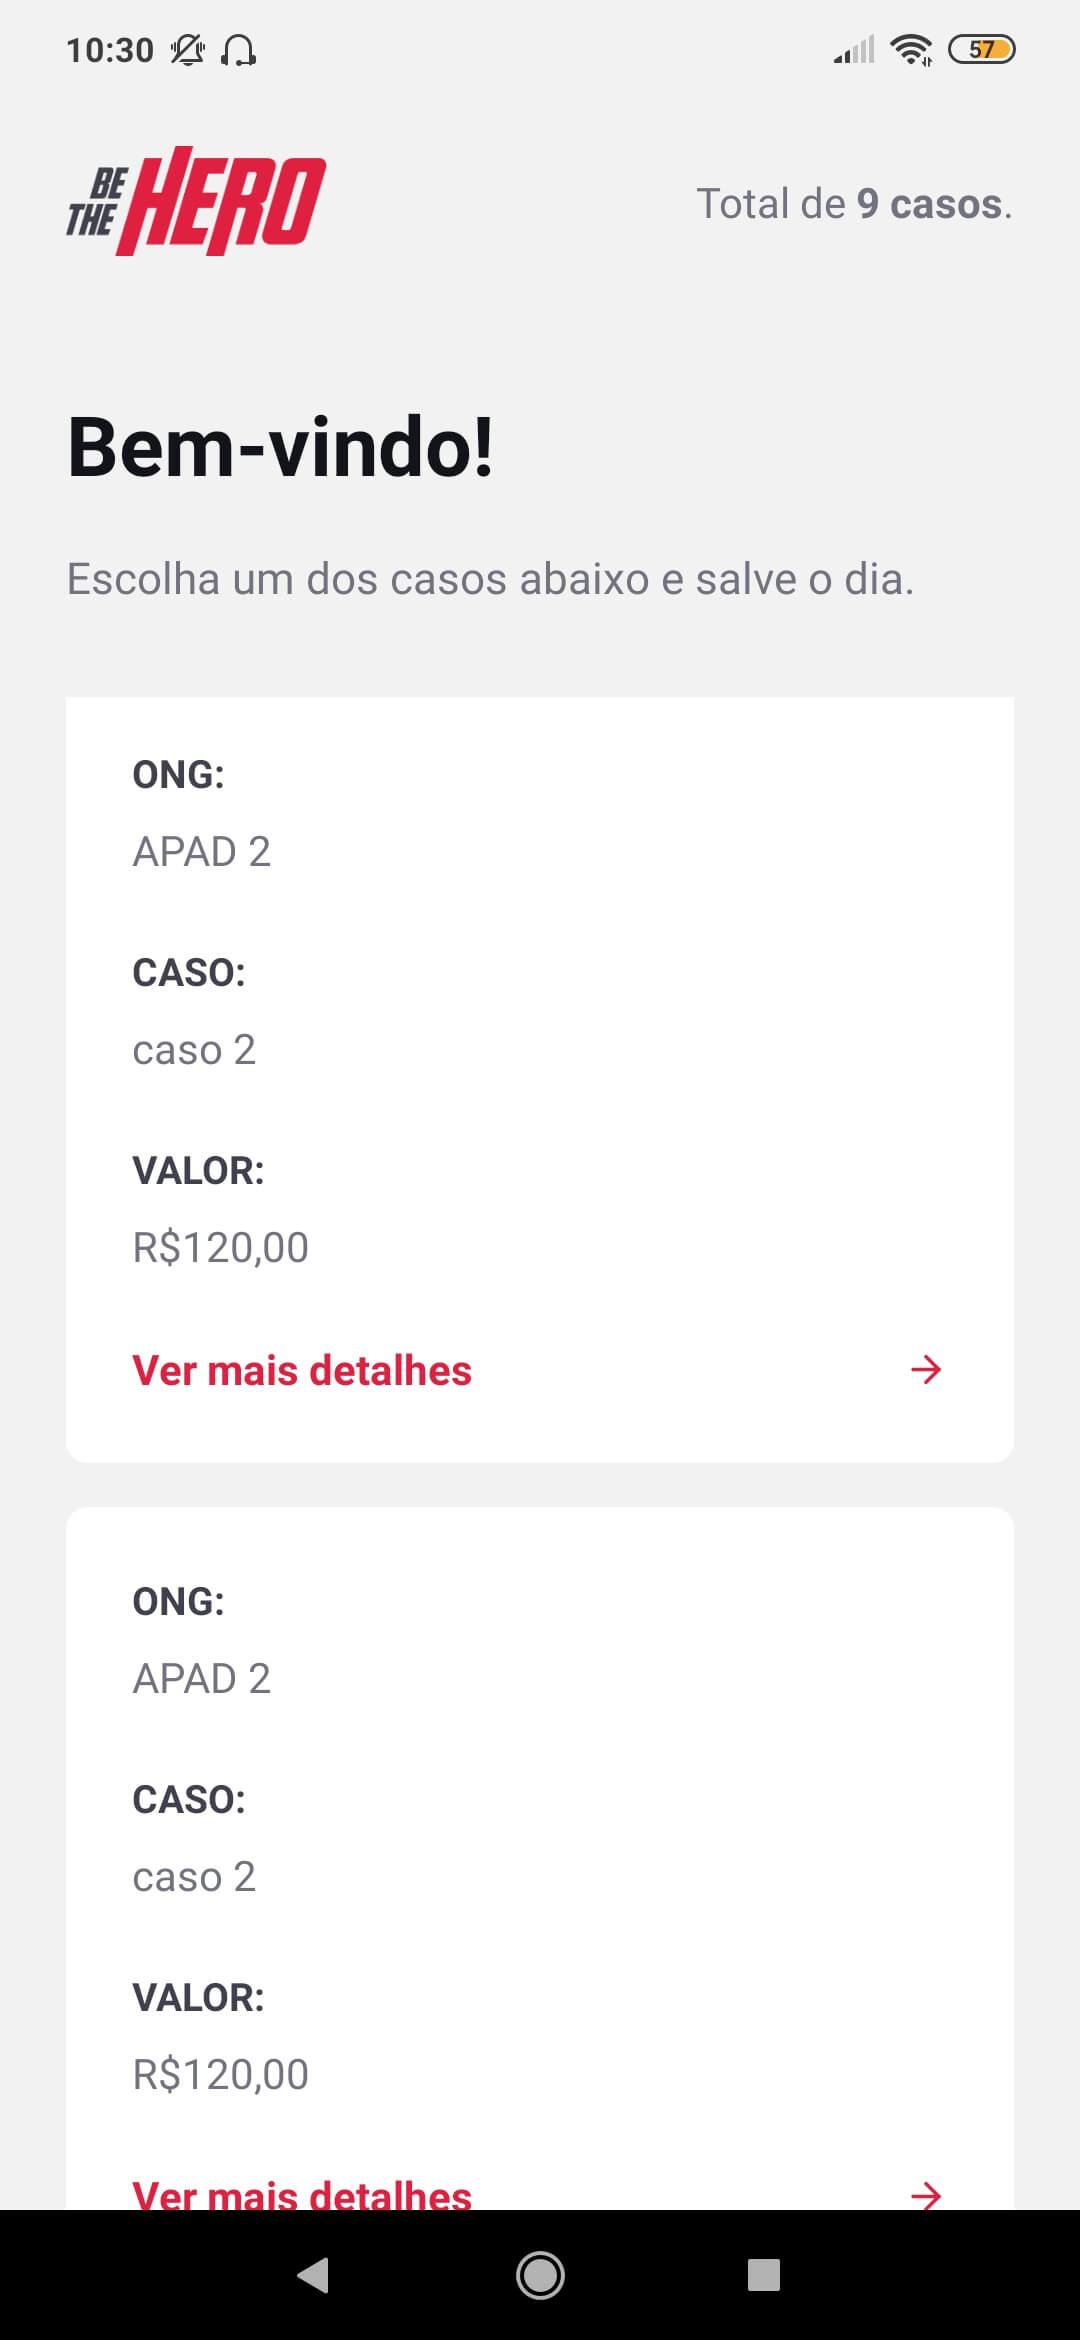 10:30
57
BE THE HERO
Total de 9 casos.
Bem-vindo!
Escolha um dos casos abaixo e salve o dia.
ONG:
APAD 2
CASO:
caso 2
VALOR:
R$120,00
Ver mais detalhes
ONG:
APAD 2
CASO:
caso 2
VALOR:
R$120,00
Ver mais detalhes